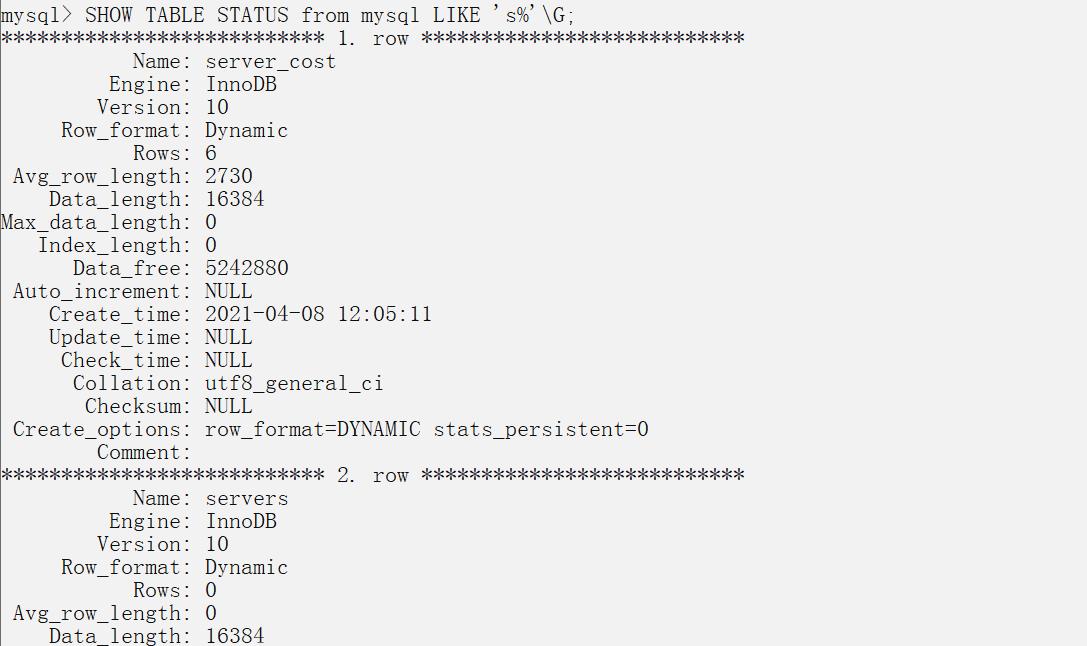 mysql> SHOW TABLE STATUS from mysql LIKE 's%'\G;
*************************** 1. row ***************************
Name: server_cost
Engine: InnoDB
Version: 10
Row_format: Dynamic
Rows: 6
Avg_row_length: 2730
Data_length: 16384
Max_data_length: 0
Index_length: 0
Data_free: 5242880
Auto_increment: NULL
Create_time: 2021-04-08 12:05:11
Update_time: NULL
Check_time: NULL
Collation: utf8_general_ci
Checksum: NULL
Create_options: row_format=DYNAMIC stats_persistent=0
Comment:
*************************** 2. row ***************************
Name: servers
Engine: InnoDB
Version: 10
Row_format: Dynamic
Rows: 0
Avg_row_length: 0
Data_length: 16384